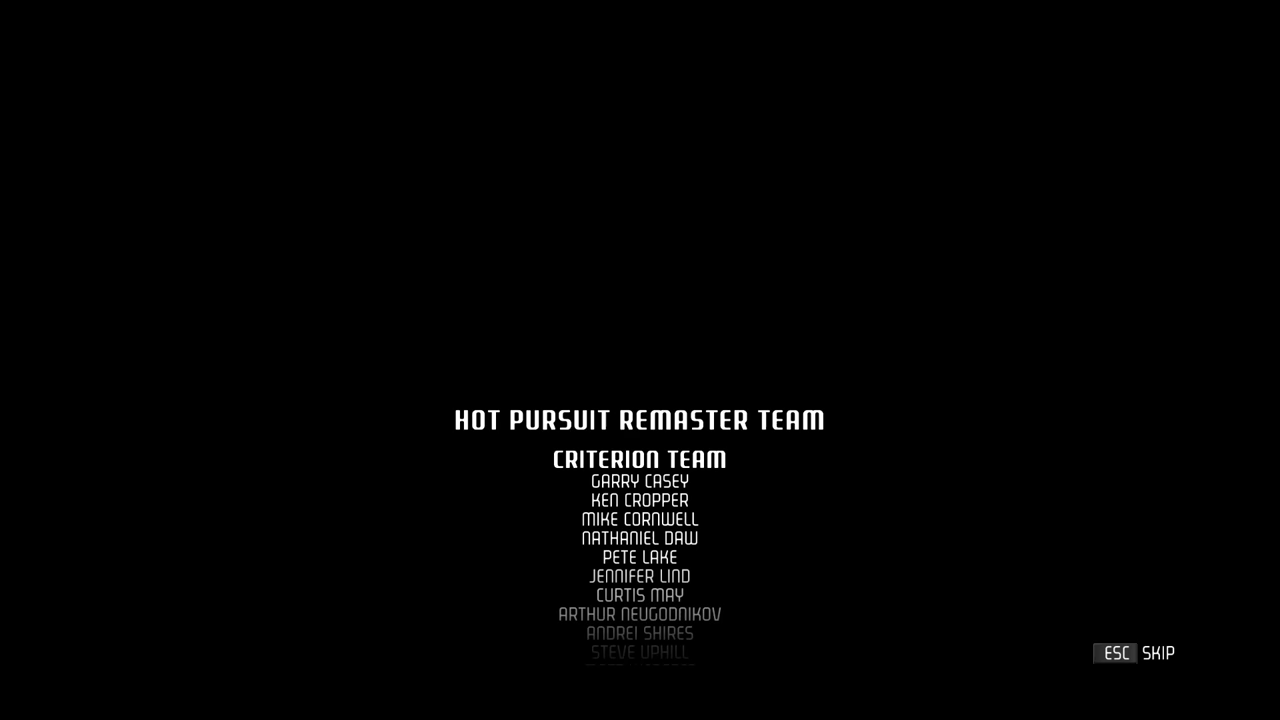 HOT PURSUIT REMASTER TEAM
CRITERION TEAM
GARRY CASEY
KEN CROPPER
MIKE CORNWELL
NATHANIEL DAW
PETE LAKE
JENNIFER LIND
CURTIS MAY
ARTHUR NEUGODNIKOV
ANDREI SHIRES
STEVE UPHILL
ESC SKIP